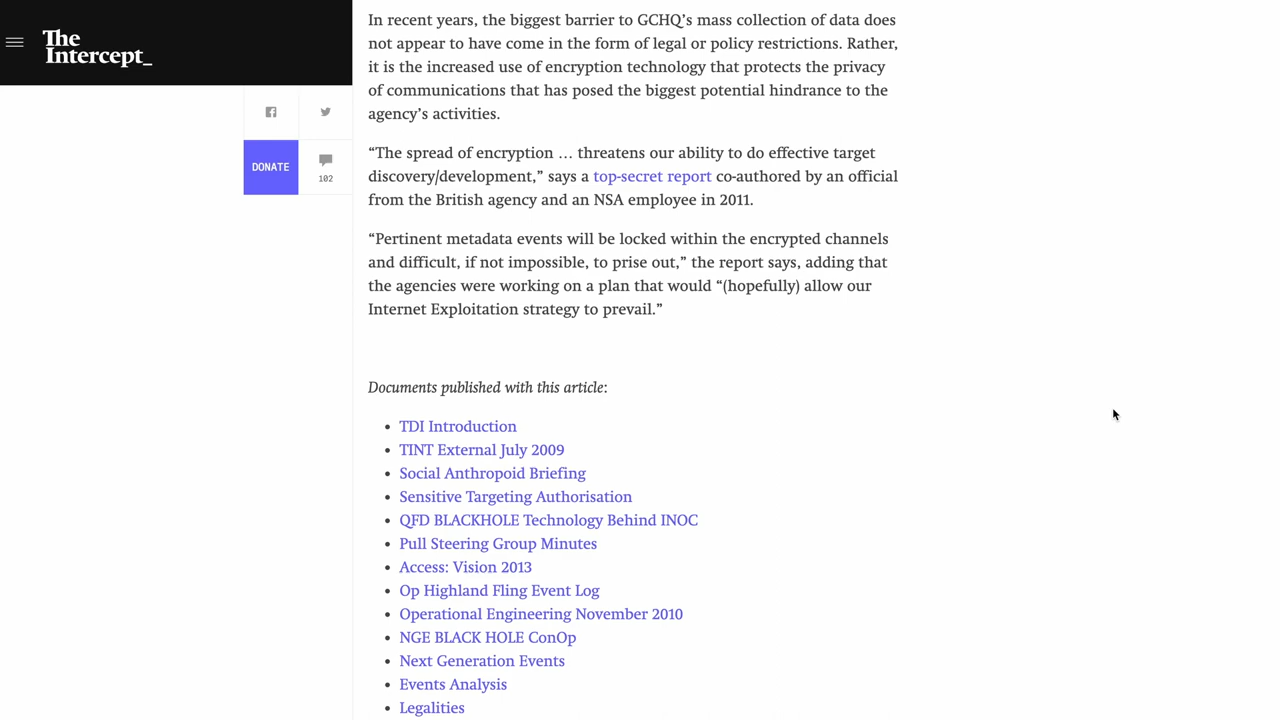 The
Intercept_
DONATE
102
In recent years, the biggest barrier to GCHQ’s mass collection of data does
not appear to have come in the form of legal or policy restrictions. Rather,
it is the increased use of encryption technology that protects the privacy
of communications that has posed the biggest potential hindrance to the
agency’s activities.
“The spread of encryption … threatens our ability to do effective target
discovery/development,” says a top-secret report co-authored by an official
from the British agency and an NSA employee in 2011.
“Pertinent metadata events will be locked within the encrypted channels
and difficult, if not impossible, to prise out,” the report says, adding that
the agencies were working on a plan that would “(hopefully) allow our
Internet Exploitation strategy to prevail.”
Documents published with this article:
• TDI Introduction
• TINT External July 2009
• Social Anthropoid Briefing
• Sensitive Targeting Authorisation
• QFD BLACKHOLE Technology Behind INOC
• Pull Steering Group Minutes
• Access: Vision 2013
• Op Highland Fling Event Log
• Operational Engineering November 2010
• NGE BLACK HOLE ConOp
• Next Generation Events
• Events Analysis
• Legalities